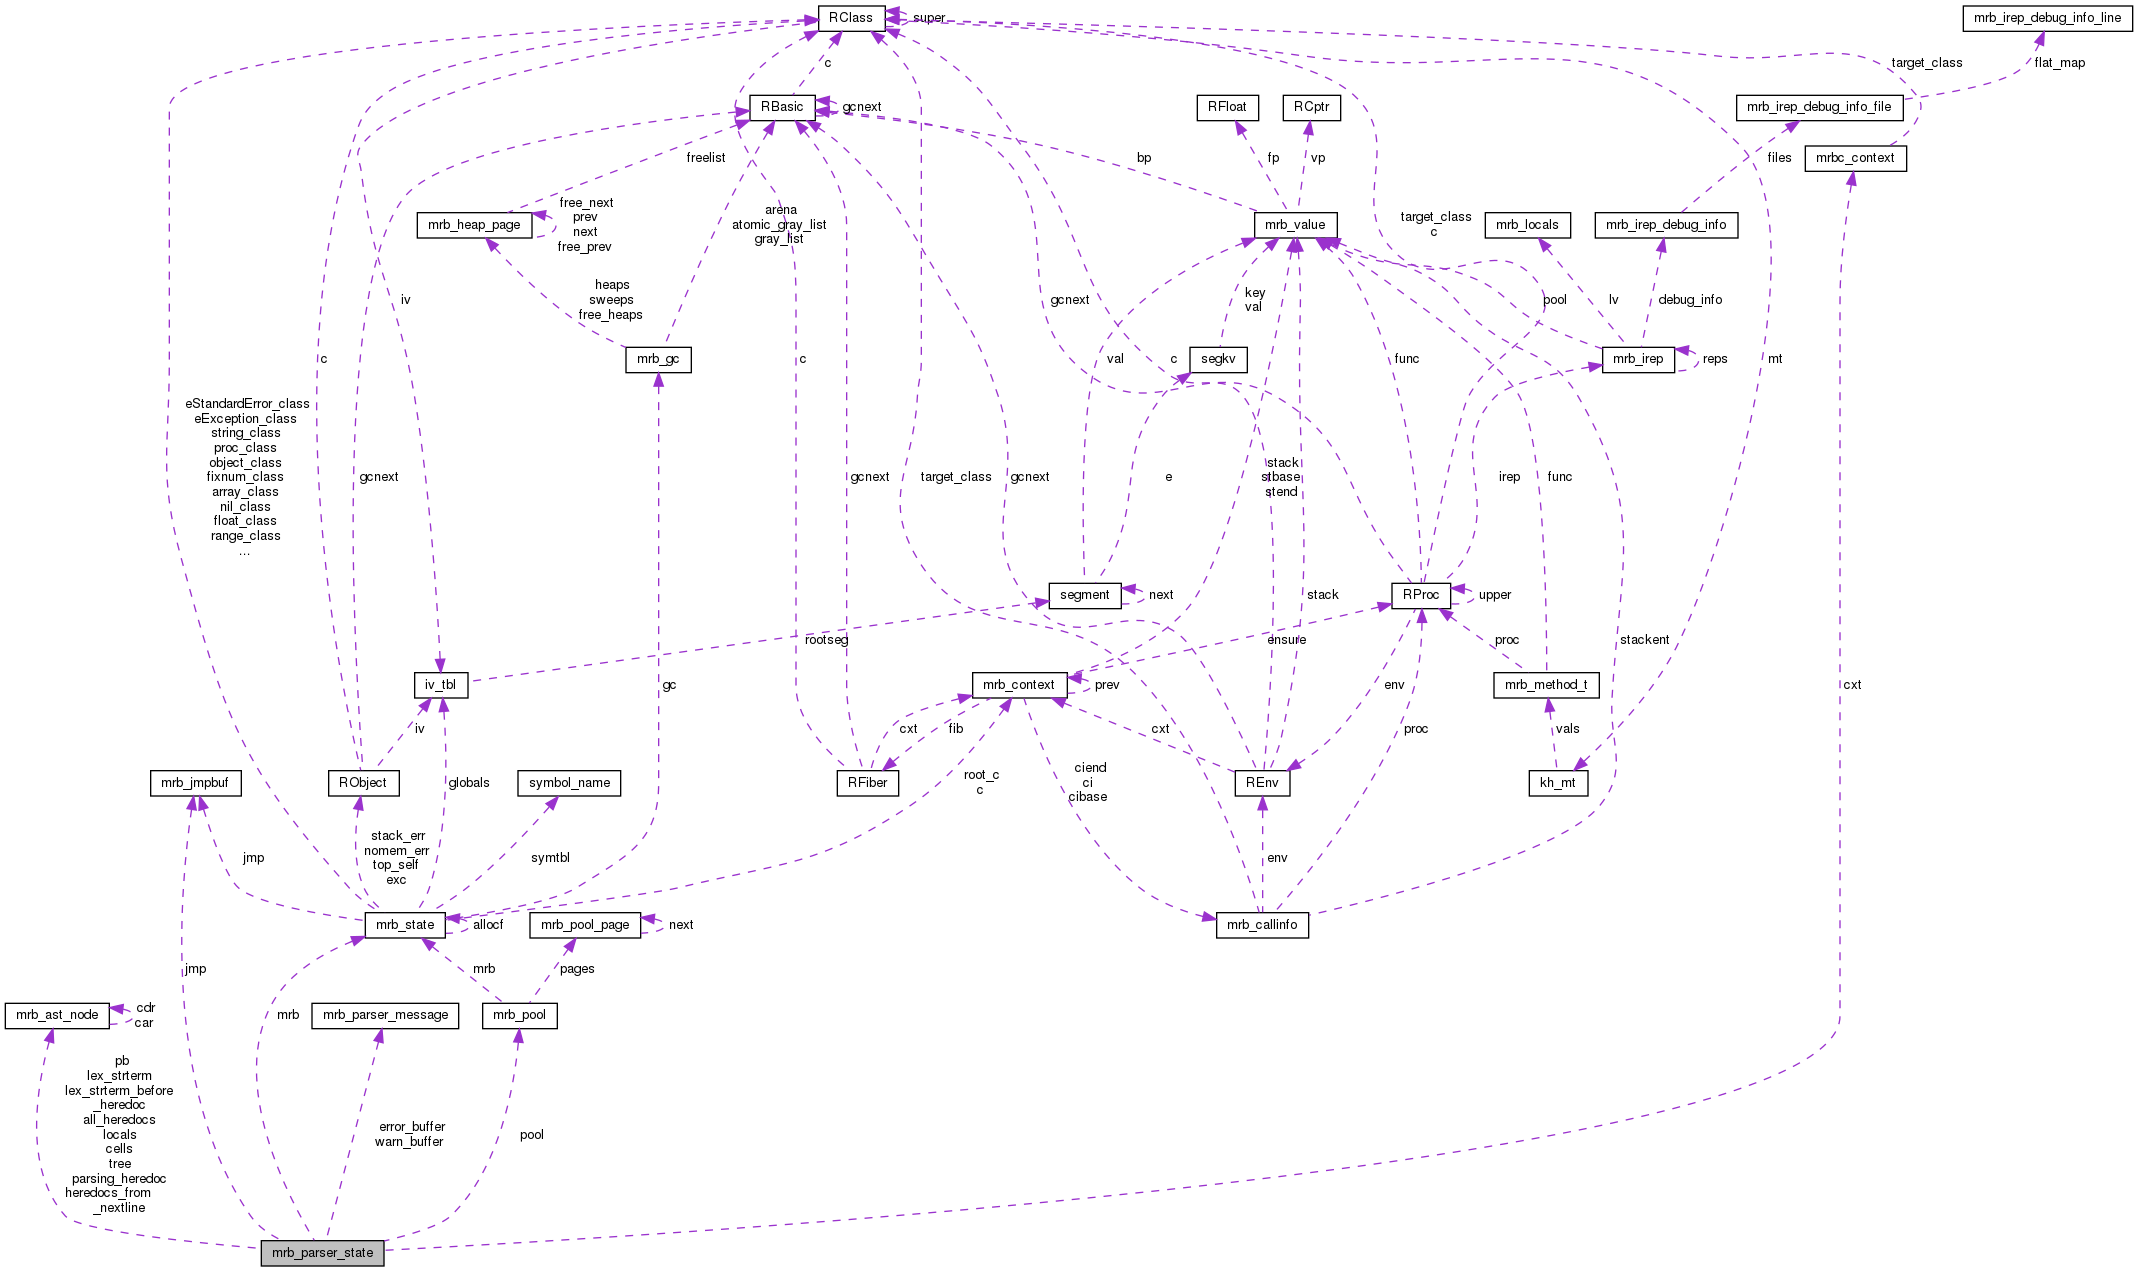 RClass
super
mrb_irep_debug_info_line
c
target_class
flat_map
RBasic
gcnext
RFloat
RCptr
mrb_irep_debug_info_file
freelist
bp
fp
vp
files
mrbc_context
mrb_heap_page
free_next
prev
next
free_prev
arena
atomic_gray_list
gray_list
mrb_value
target_class
c
mrb_locals
mrb_irep_debug_info
iv
heaps
sweeps
free_heaps
gcnext
key
val
pool
lv
debug_info
c
mrb_gc
c
val
c
segkv
func
mrb_irep
reps
mt
eStandardError_class
eException_class
string_class
proc_class
object_class
fixnum_class
array_class
nil_class
float_class
range_class
...
gcnext
gcnext
target_class
gcnext
e
stack
stbase
stend
irep
func
segment
next
stack
RProc
upper
rootseg
ensure
proc
stackent
iv_tbl
gc
mrb_context
prev
env
mrb_method_t
cxt
iv
cxt
fib
cxt
proc
vals
mrb_jmpbuf
RObject
globals
symbol_name
RFiber
root_c
c
ciend
ci
cibase
REnv
kh_mt
jmp
stack_err
nomem_err
top_self
exc
symtbl
env
mrb_state
allocf
mrb_pool_page
next
mrb_callinfo
jmp
mrb
pages
mrb_ast_node
cdr
car
mrb
mrb_parser_message
mrb_pool
pb
lex_strterm
lex_strterm_before
_heredoc
all_heredocs
locals
cells
tree
parsing_heredoc
heredocs_from
_nextline
error_buffer
warn_buffer
pool
mrb_parser_state